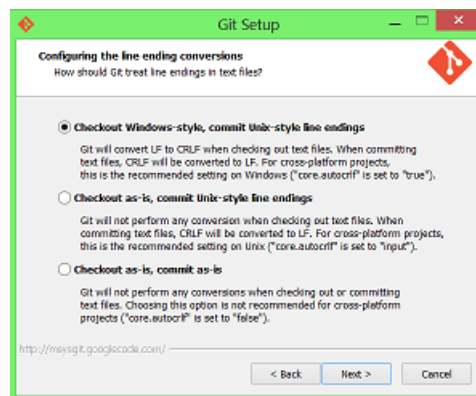 Git Setup
Configuring the line ending conversions
How should Git treat line endings in text files?
Checkout Windows-style, commit Unix-style line endings
Git will convert LF to CRLF when checking out text files. When committing
text files, CRLF will be converted to LF. For cross-platform projects,
this is the recommended setting on Windows ("core.autocrlf" is set to "true").
Checkout as-is, commit Unix-style line endings
Git will not perform any conversion when checking out text files. When
committing text files, CRLF will be converted to LF. For cross-platform projects,
this is the recommended setting on Unix ("core.autocrlf" is set to "input").
Checkout as-is, commit as-is
Git will not perform any conversions when checking out or committing
text files. Choosing this option is not recommended for cross-platform
projects ("core.autocrlf" is set to "false").
http://msysgit.googlecode.com/
< Back Next > Cancel